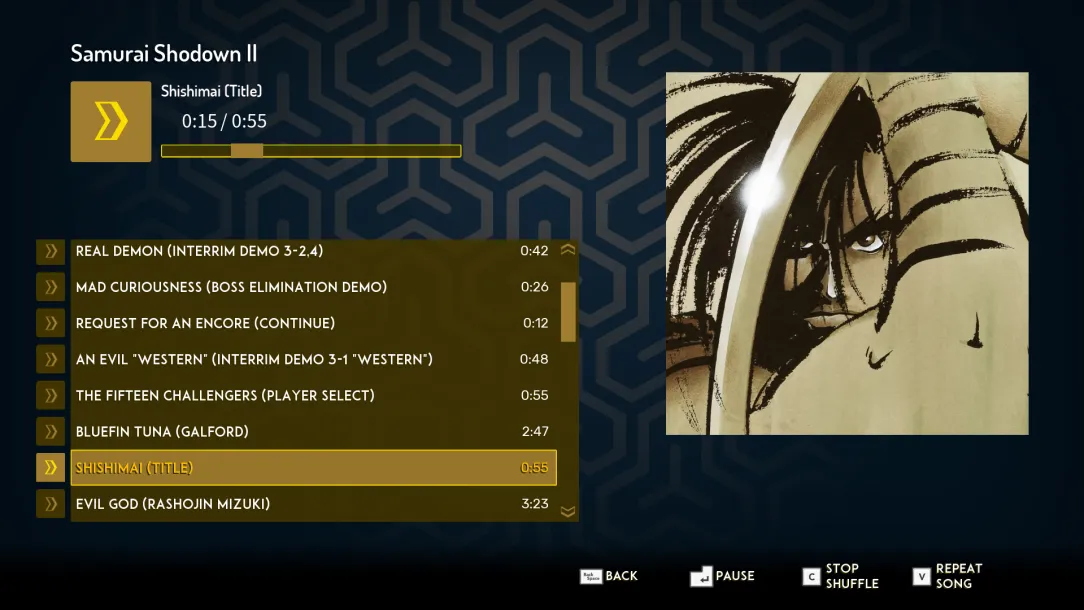 Samurai Shodown II
Shishimai (Title)
0:15 / 0:55
REAL DEMON (INTERRIM DEMO 3-2,4) 0:42
MAD CURIOUSNESS (BOSS ELIMINATION DEMO) 0:26
REQUEST FOR AN ENCORE (CONTINUE) 0:12
AN EVIL "WESTERN" (INTERRIM DEMO 3-1 "WESTERN") 0:48
THE FIFTEEN CHALLENGERS (PLAYER SELECT) 0:55
BLUEFIN TUNA (GALFORD) 2:47
SHISHIMAI (TITLE) 0:55
EVIL GOD (RASHOJIN MIZUKI) 3:23
Back
Space
BACK
PAUSE
C
STOP
SHUFFLE
V
REPEAT
SONG